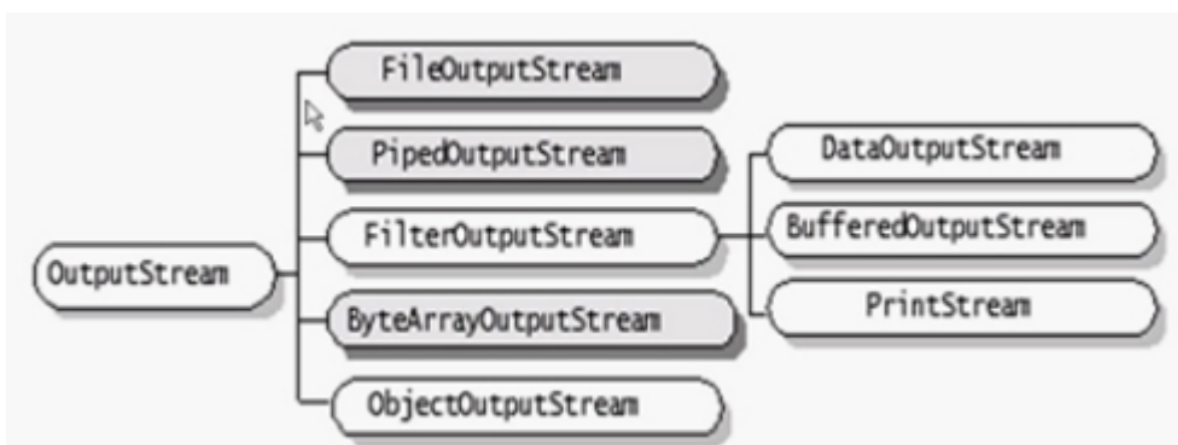 FileOutputStream
PipedOutputStream
DataOutputStream
FilterOutputStream
BufferedOutputStream
OutputStream
ByteArrayOutputStream
PrintStream
ObjectOutputStream